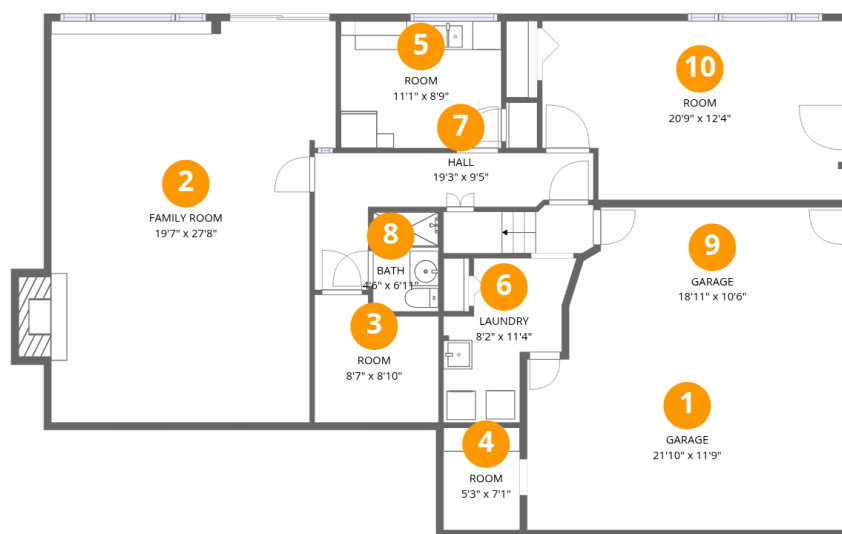 5
ROOM
11'1" x 8'9"
10
ROOM
20'9" x 12'4"
7
HALL
19'3" x 9'5"
2
FAMILY ROOM
19'7" x 27'8"
8
BATH
4'6" x 6'11"
9
GARAGE
18'11" x 10'6"
6
LAUNDRY
8'2" x 11'4"
3
ROOM
8'7" x 8'10"
1
GARAGE
21'10" x 11'9"
4
ROOM
5'3" x 7'1"